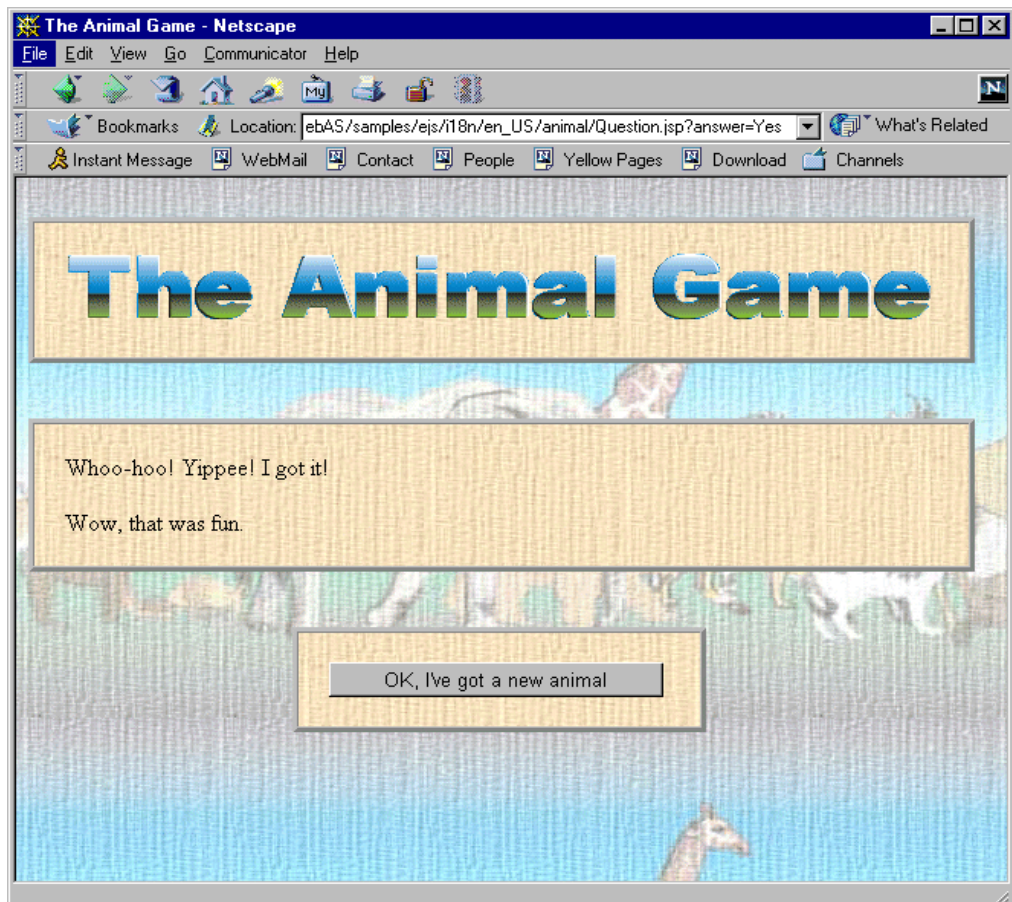 The Animal Game - Netscape
File Edit View Go Communicator Help
My N
Bookmarks Location: ebAS/samples/ejs/i18n/en_US/animal/Question.jsp?answer=Yes What's Related
Instant Message WebMail Contact People Yellow Pages Download Channels
The Animal Game
Whoo-hoo! Yippee! I got it!
Wow, that was fun.
OK, I've got a new animal